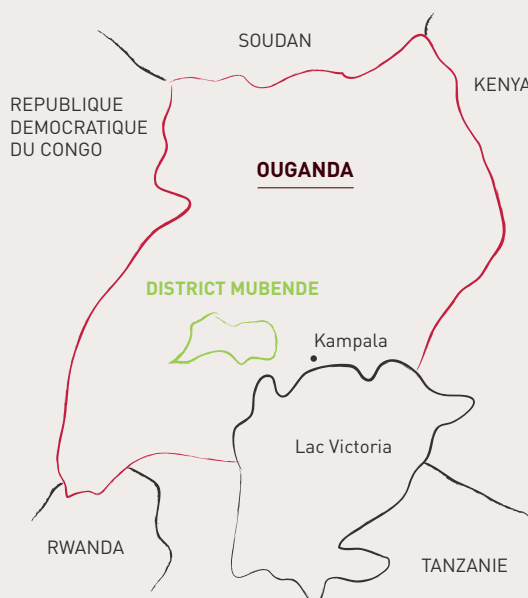 SOUDAN
KENYA
REPUBLIQUE
DEMOCRATIQUE
DU CONGO
OUGANDA
DISTRICT MUBENDE
Kampala
Lac Victoria
RWANDA
TANZANIE